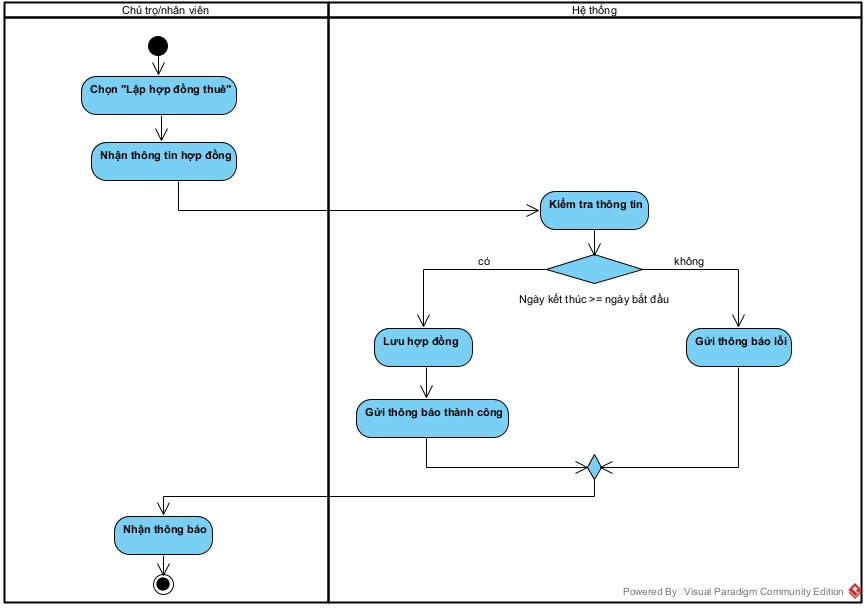 Chủ trọ/nhân viên
Hệ thống
Chọn "Lập hợp đồng thuê"
Nhận thông tin hợp đồng
Kiểm tra thông tin
có
không
Ngày kết thúc >= ngày bắt đầu
Lưu hợp đồng
Gửi thông báo lỗi
Gửi thông báo thành công
Nhận thông báo
Powered By Visual Paradigm Community Edition